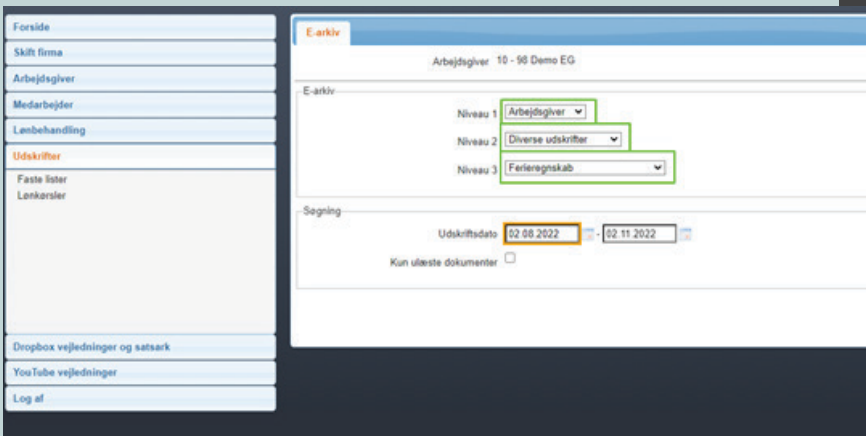 Forside
Skift firma
Arbejdsgiver
Medarbejder
Lønbehandling
Udskrifter
Faste lister
Lønkørsler
Dropbox vejledninger og satsark
YouTube vejledninger
Log af
E-arkiv
Arbejdsgiver 10 - 98 Demo EG
E-arkiv
Niveau 1 Arbejdsgiver
Niveau 2 Diverse udskrifter
Niveau 3 Ferieregnskab
Søgning
Udskriftsdato 02.08.2022 - 02.11.2022
Kun ulæste dokumenter